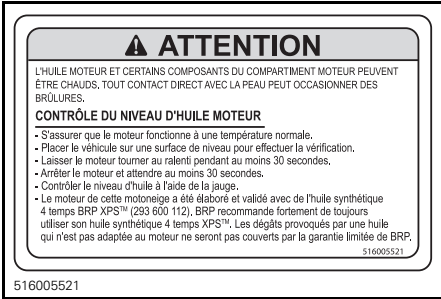 ATTENTION
L'HUILE MOTEUR ET CERTAINS COMPOSANTS DU COMPARTIMENT MOTEUR PEUVENT
ÊTRE CHAUDS. TOUT CONTACT DIRECT AVEC LA PEAU PEUT OCCASIONNER DES
BRÛLURES.
CONTRÔLE DU NIVEAU D'HUILE MOTEUR
- S'assurer que le moteur fonctionne à une température normale.
- Placer le véhicule sur une surface de niveau pour effectuer la vérification.
- Laisser le moteur tourner au ralenti pendant au moins 30 secondes.
- Arrêter le moteur et attendre au moins 30 secondes.
- Contrôler le niveau d'huile à l'aide de la jauge.
- Le moteur de cette motoneige a été élaboré et validé avec de l'huile synthétique
4 temps BRP XPS™ (293 600 112), BRP recommande fortement de toujours
utiliser son huile synthétique 4 temps XPS™. Les dégâts provoqués par une huile
qui n'est pas adaptée au moteur ne seront pas couverts par la garantie limitée de BRP.
516005521
516005521